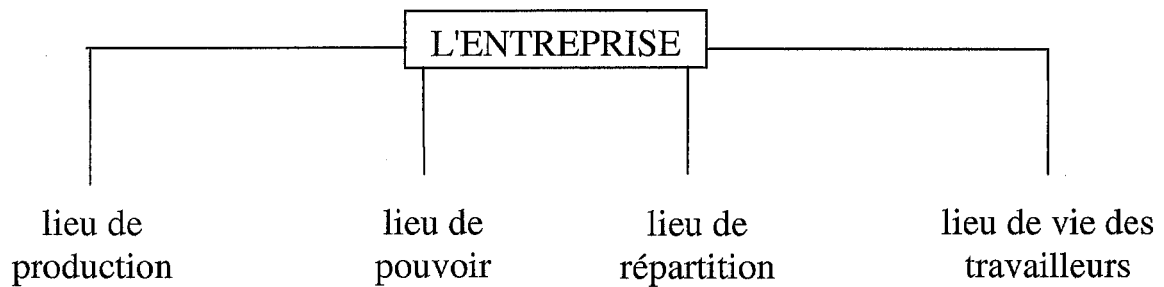 L'ENTREPRISE
lieu de
production
lieu de
pouvoir
lieu de
répartition
lieu de vie des
travailleurs